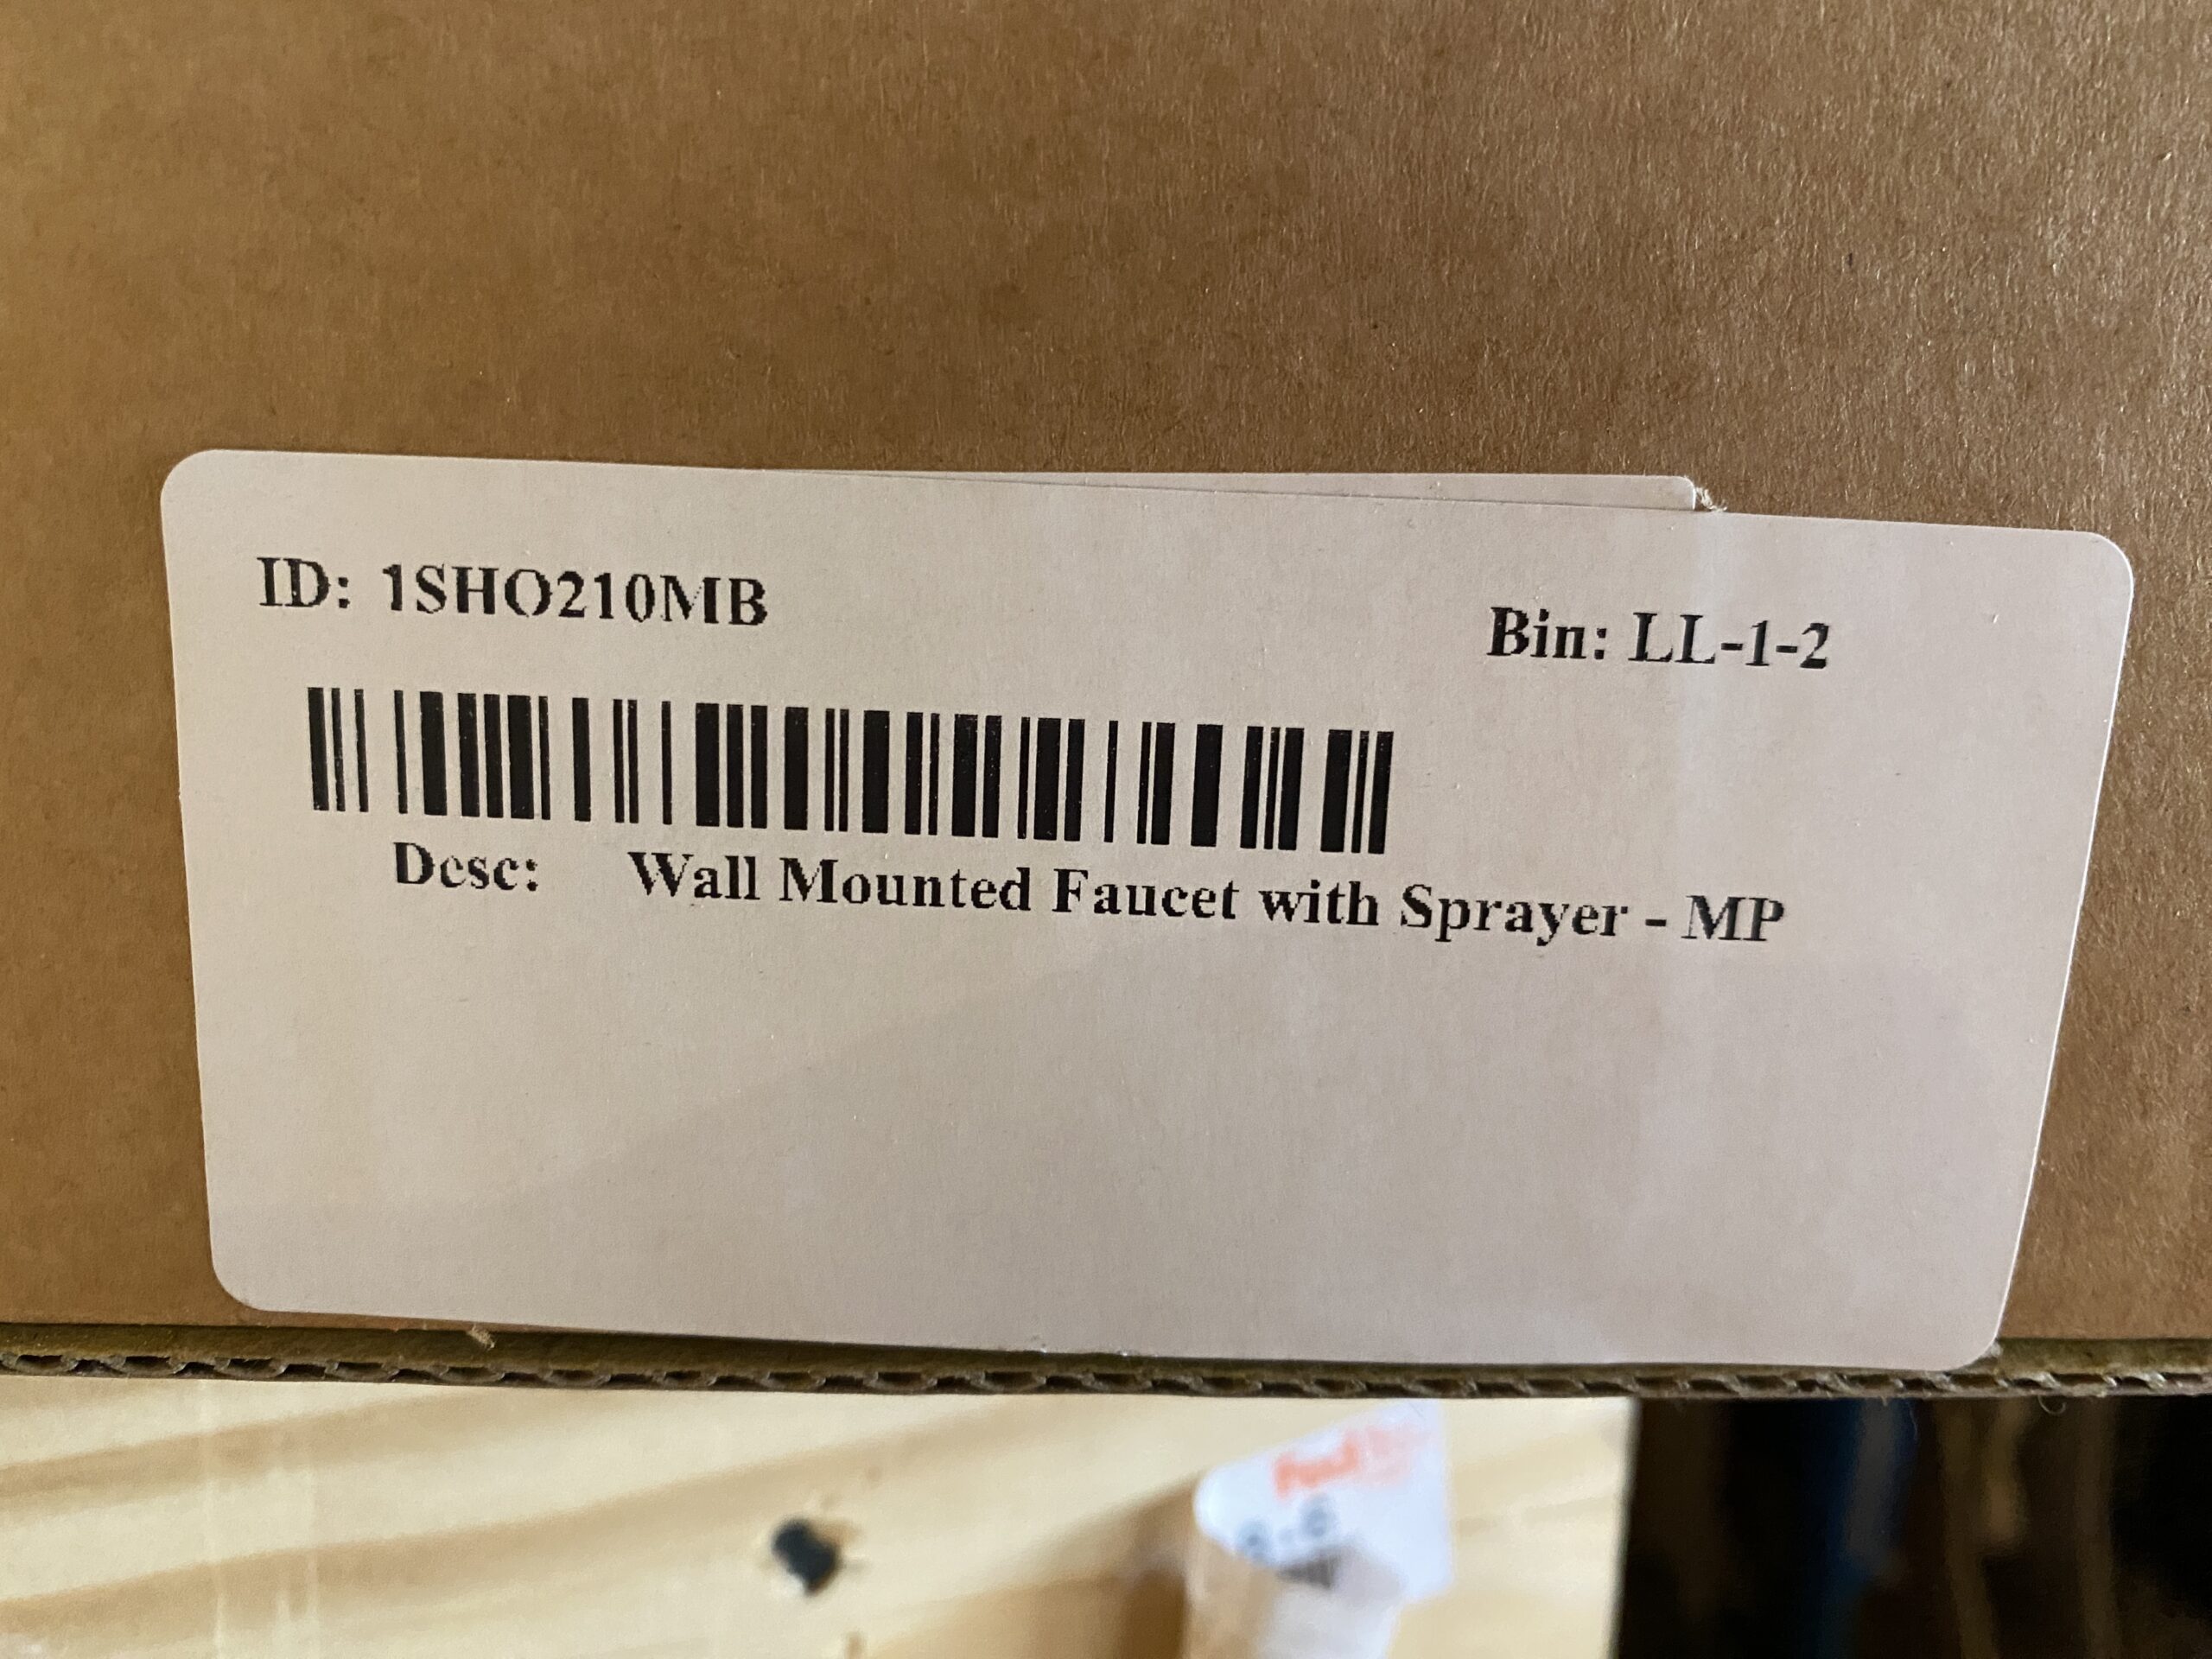 ID: 1SHO210MB
Bin: LL-1-2
Desc: Wall Mounted Faucet with Sprayer - MP